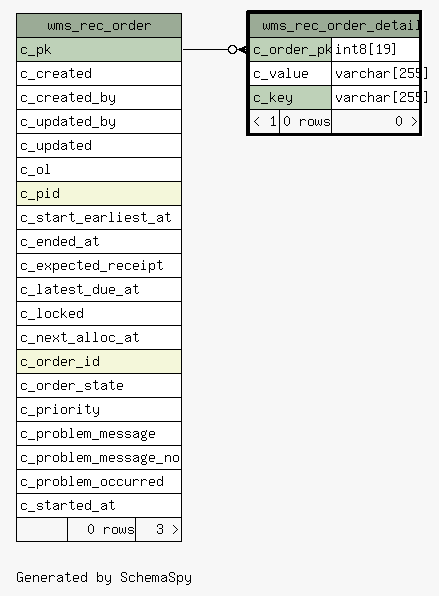 wms_rec_order
c_pk
c_created
c_created_by
c_updated_by
c_updated
c_ol
c_pid
c_start_earliest_at
c_ended_at
c_expected_receipt
c_latest_due_at
c_locked
c_next_alloc_at
c_order_id
c_order_state
c_priority
c_problem_message
c_problem_message_no
c_problem_occurred
c_started_at
0 rows 3 >
wms_rec_order_detail
c_order_pk int8[19]
c_value varchar[255]
c_key varchar[255]
< 1 0 rows 0 >
Generated by SchemaSpy